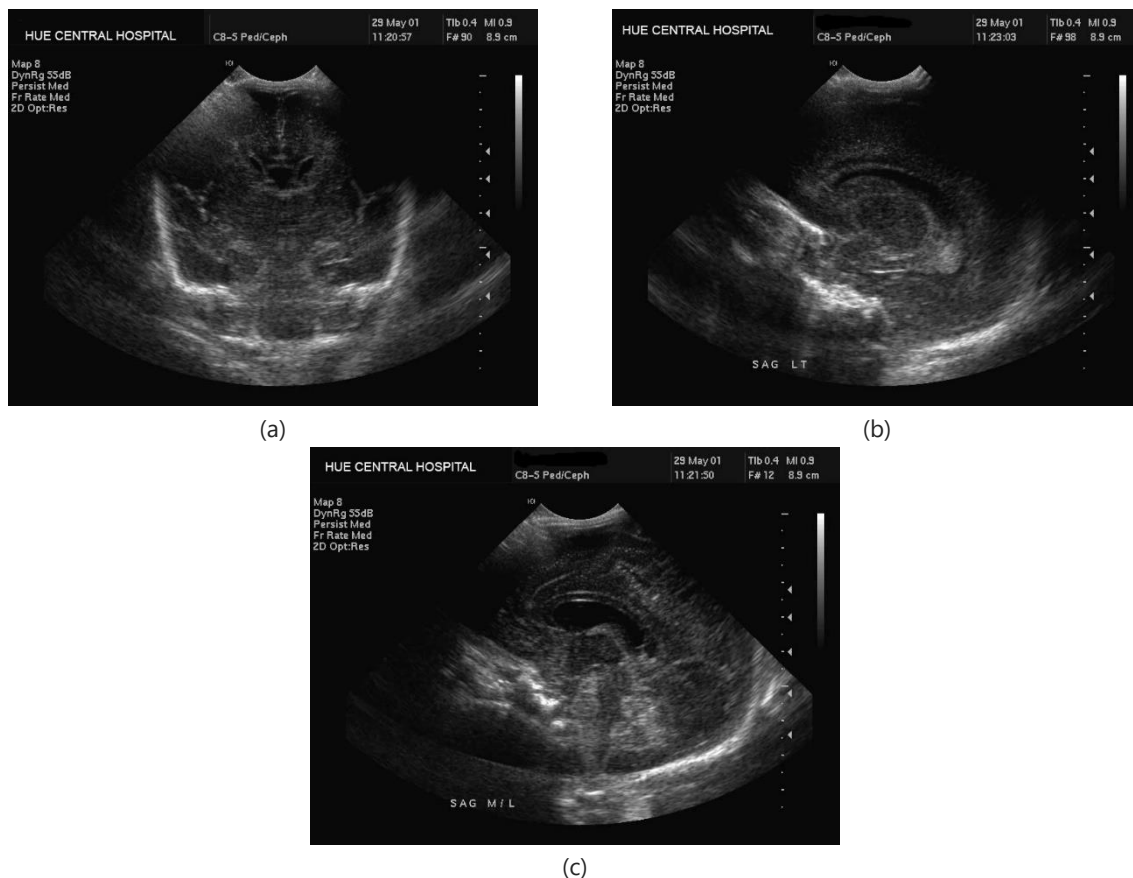 HUE CENTRAL HOSPITAL
C8-5 Ped/Ceph
29 May 01
11:20:57
TIb 0.4 MI 0.9
F# 90 8.9 cm
Map 8
DynRg 55dB
Persist Med
Fr Rate Med
2D Opt:Res
(a)
HUE CENTRAL HOSPITAL
C8-5 Ped/Ceph
29 May 01
11:23:03
TIb 0.4 MI 0.9
F# 98 8.9 cm
Map 8
DynRg 55dB
Persist Med
Fr Rate Med
2D Opt:Res
SAG LT
(b)
HUE CENTRAL HOSPITAL
C8-5 Ped/Ceph
29 May 01
11:21:50
TIb 0.4 MI 0.9
F# 12 8.9 cm
Map 8
DynRg 55dB
Persist Med
Fr Rate Med
2D Opt:Res
SAG M/L
(c)